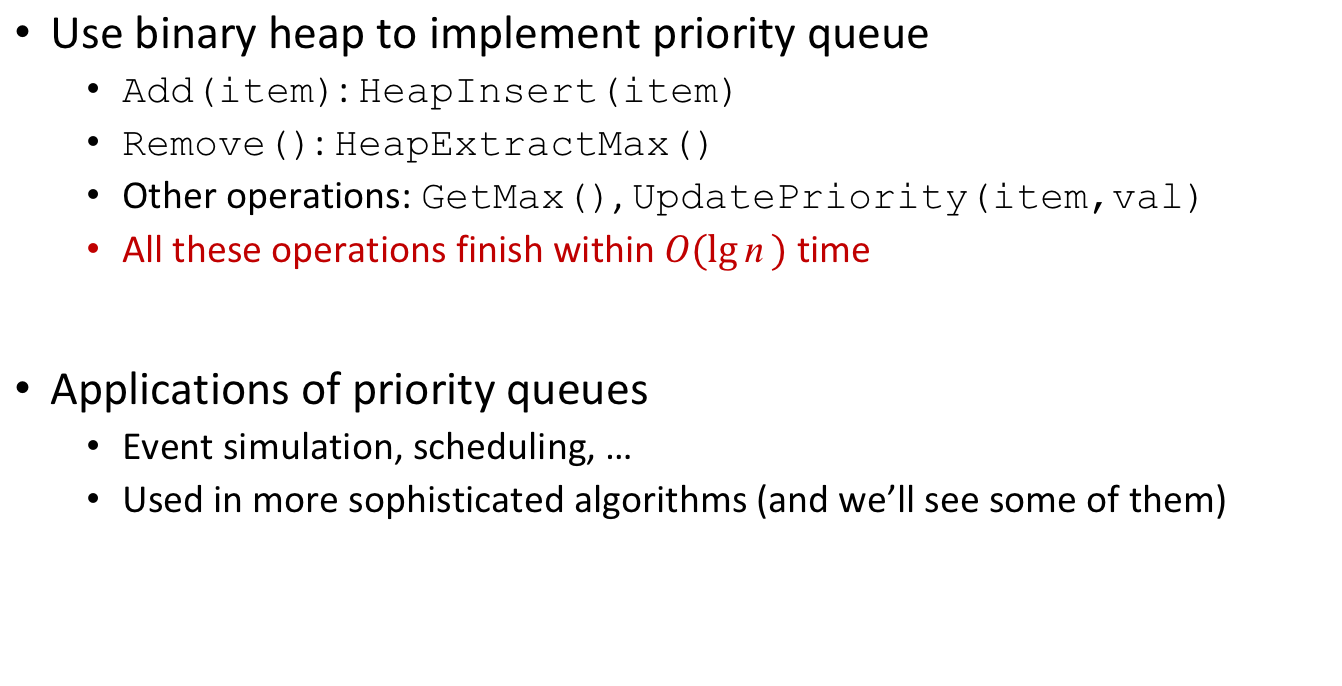 • Use binary heap to implement priority queue
• Add(item):HeapInsert(item)
• Remove():HeapExtractMax()
• Other operations: GetMax(),UpdatePriority(item,val)
• All these operations finish within O(lg n) time
• Applications of priority queues
• Event simulation, scheduling, …
• Used in more sophisticated algorithms (and we’ll see some of them)